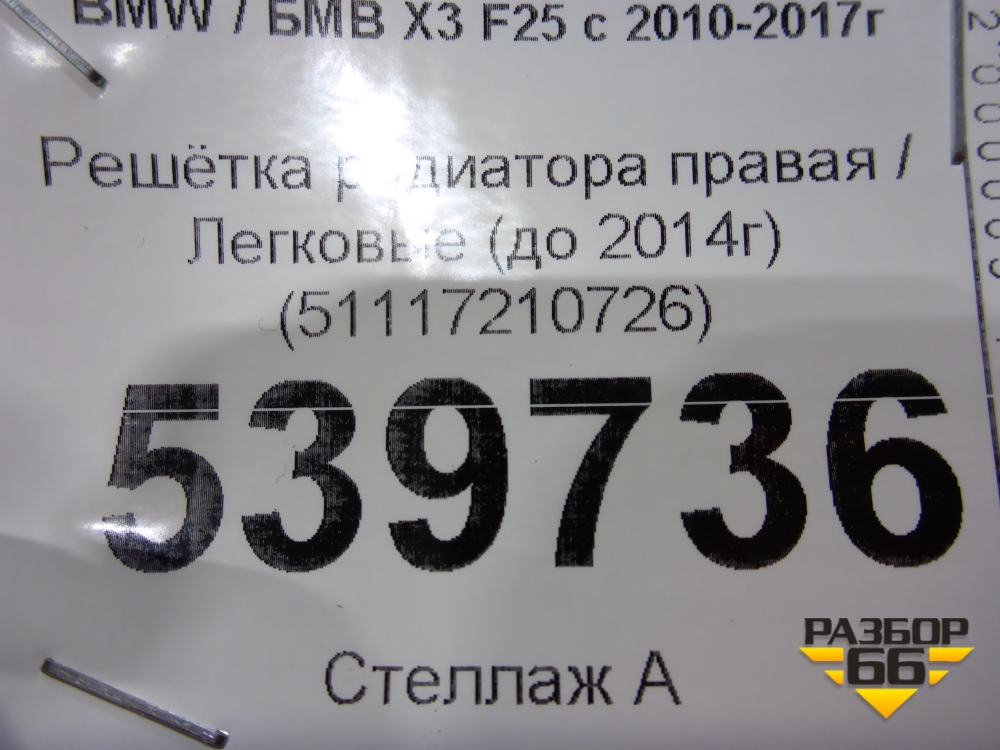 BMW / БМВ X3 F25 с 2010-2017г
Решётка радиатора правая /
Легковые (до 2014г)
(51117210726)
539736
Стеллаж А
РАЗБОР
66